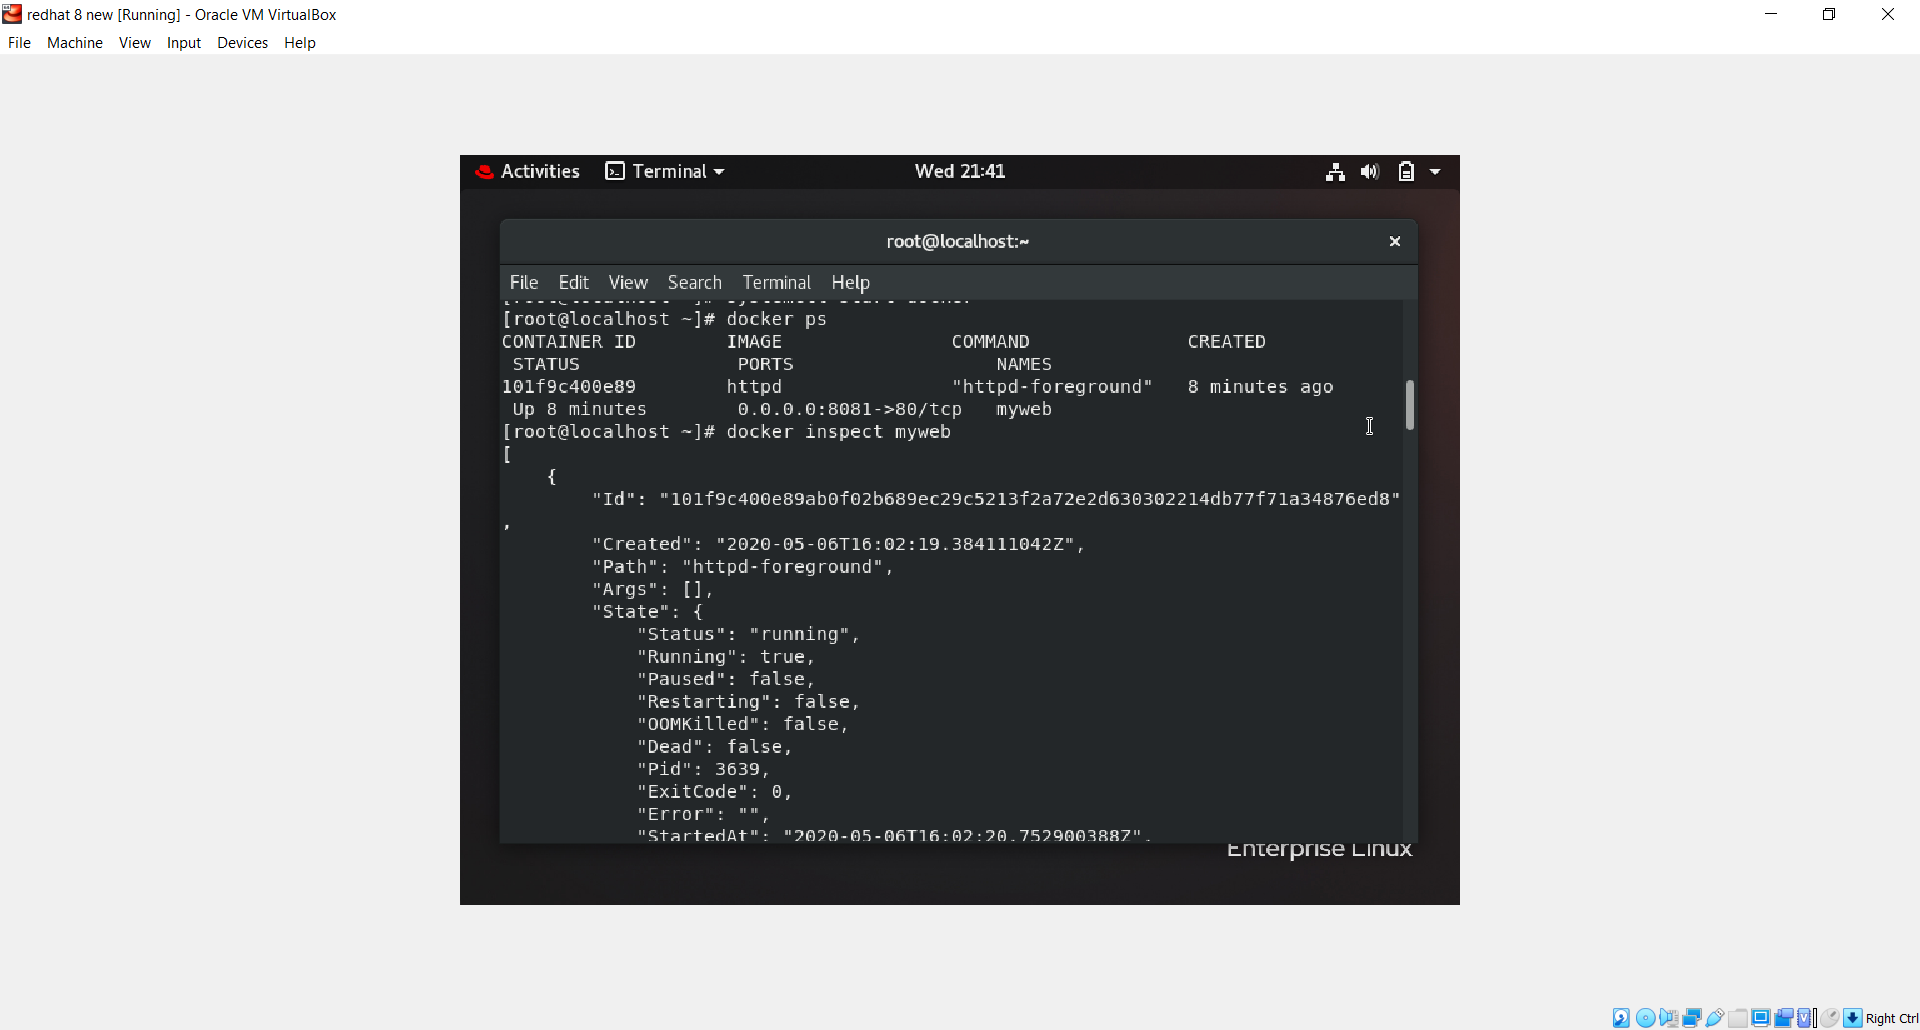 redhat 8 new [Running] - Oracle VM VirtualBox
File Machine View Input Devices Help
Activities Terminal Wed 21:41
root@localhost:~
File Edit View Search Terminal Help
[root@localhost ~]# systemctl start docker
[root@localhost ~]# docker ps
CONTAINER ID IMAGE COMMAND CREATED
STATUS PORTS NAMES
101f9c400e89 httpd "httpd-foreground" 8 minutes ago
Up 8 minutes 0.0.0.0:8081->80/tcp myweb
[root@localhost ~]# docker inspect myweb
[
{
"Id": "101f9c400e89ab0f02b689ec29c5213f2a72e2d630302214db77f71a34876ed8"
,
"Created": "2020-05-06T16:02:19.384111042Z",
"Path": "httpd-foreground",
"Args": [],
"State": {
"Status": "running",
"Running": true,
"Paused": false,
"Restarting": false,
"OOMKilled": false,
"Dead": false,
"Pid": 3639,
"ExitCode": 0,
"Error": "",
"StartedAt": "2020-05-06T16:02:20.752900388Z",
Enterprise Linux
Right Ctrl